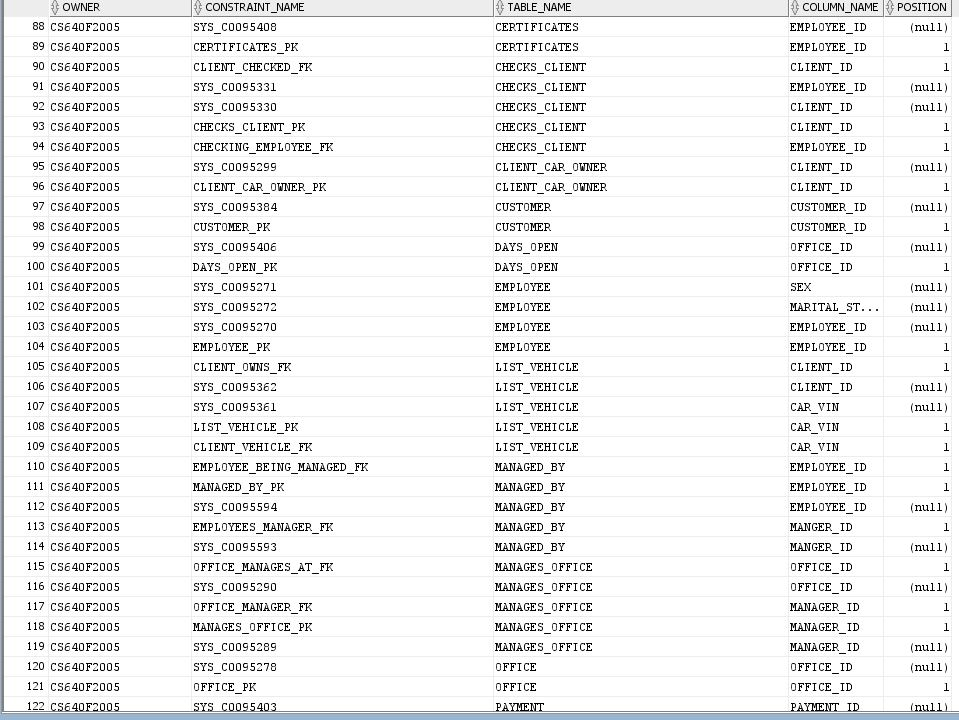 OWNER CONSTRAINT_NAME TABLE_NAME COLUMN_NAME POSITION
88 CS640F2005 SYS_C0095408 CERTIFICATES EMPLOYEE_ID (null)
89 CS640F2005 CERTIFICATES_PK CERTIFICATES EMPLOYEE_ID 1
90 CS640F2005 CLIENT_CHECKED_FK CHECKS_CLIENT CLIENT_ID 1
91 CS640F2005 SYS_C0095331 CHECKS_CLIENT EMPLOYEE_ID (null)
92 CS640F2005 SYS_C0095330 CHECKS_CLIENT CLIENT_ID (null)
93 CS640F2005 CHECKS_CLIENT_PK CHECKS_CLIENT CLIENT_ID 1
94 CS640F2005 CHECKING_EMPLOYEE_FK CHECKS_CLIENT EMPLOYEE_ID 1
95 CS640F2005 SYS_C0095299 CLIENT_CAR_OWNER CLIENT_ID (null)
96 CS640F2005 CLIENT_CAR_OWNER_PK CLIENT_CAR_OWNER CLIENT_ID 1
97 CS640F2005 SYS_C0095384 CUSTOMER CUSTOMER_ID (null)
98 CS640F2005 CUSTOMER_PK CUSTOMER CUSTOMER_ID 1
99 CS640F2005 SYS_C0095406 DAYS_OPEN OFFICE_ID (null)
100 CS640F2005 DAYS_OPEN_PK DAYS_OPEN OFFICE_ID 1
101 CS640F2005 SYS_C0095271 EMPLOYEE SEX (null)
102 CS640F2005 SYS_C0095272 EMPLOYEE MARITAL_ST... (null)
103 CS640F2005 SYS_C0095270 EMPLOYEE EMPLOYEE_ID (null)
104 CS640F2005 EMPLOYEE_PK EMPLOYEE EMPLOYEE_ID 1
105 CS640F2005 CLIENT_OWNS_FK LIST_VEHICLE CLIENT_ID 1
106 CS640F2005 SYS_C0095362 LIST_VEHICLE CLIENT_ID (null)
107 CS640F2005 SYS_C0095361 LIST_VEHICLE CAR_VIN (null)
108 CS640F2005 LIST_VEHICLE_PK LIST_VEHICLE CAR_VIN 1
109 CS640F2005 CLIENT_VEHICLE_FK LIST_VEHICLE CAR_VIN 1
110 CS640F2005 EMPLOYEE_BEING_MANAGED_FK MANAGED_BY EMPLOYEE_ID 1
111 CS640F2005 MANAGED_BY_PK MANAGED_BY EMPLOYEE_ID 1
112 CS640F2005 SYS_C0095594 MANAGED_BY EMPLOYEE_ID (null)
113 CS640F2005 EMPLOYEES_MANAGER_FK MANAGED_BY MANGER_ID 1
114 CS640F2005 SYS_C0095593 MANAGED_BY MANGER_ID (null)
115 CS640F2005 OFFICE_MANAGES_AT_FK MANAGES_OFFICE OFFICE_ID 1
116 CS640F2005 SYS_C0095290 MANAGES_OFFICE OFFICE_ID (null)
117 CS640F2005 OFFICE_MANAGER_FK MANAGES_OFFICE MANAGER_ID 1
118 CS640F2005 MANAGES_OFFICE_PK MANAGES_OFFICE MANAGER_ID 1
119 CS640F2005 SYS_C0095289 MANAGES_OFFICE MANAGER_ID (null)
120 CS640F2005 SYS_C0095278 OFFICE OFFICE_ID (null)
121 CS640F2005 OFFICE_PK OFFICE OFFICE_ID 1
122 CS640F2005 SYS_C0095403 PAYMENT PAYMENT_ID (null)